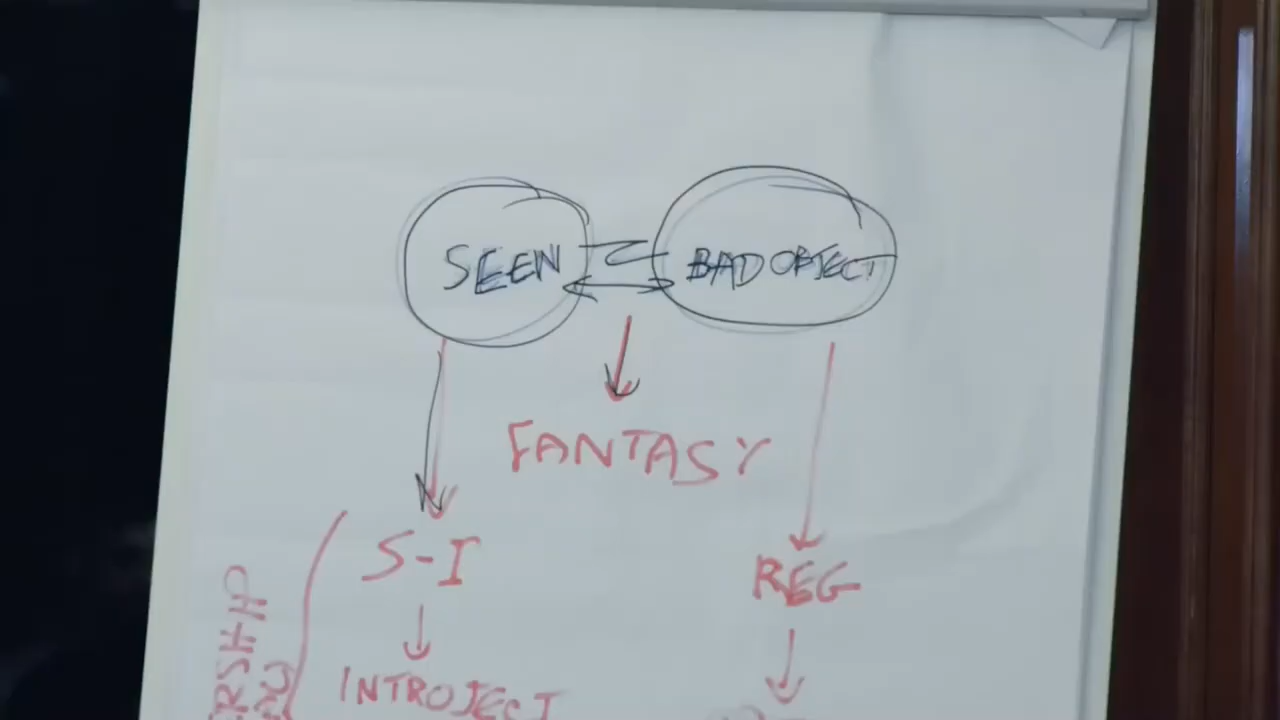 SEEN
BAD OBJECT
FANTASY
S-I
REG
INTROJECT